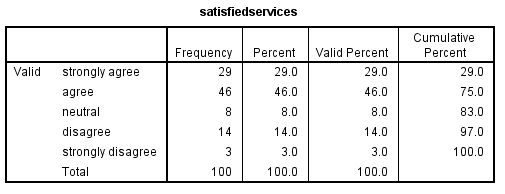 satisfiedservices
Frequency Percent Valid Percent Cumulative Percent
Valid strongly agree 29 29.0 29.0 29.0
agree 46 46.0 46.0 75.0
neutral 8 8.0 8.0 83.0
disagree 14 14.0 14.0 97.0
strongly disagree 3 3.0 3.0 100.0
Total 100 100.0 100.0